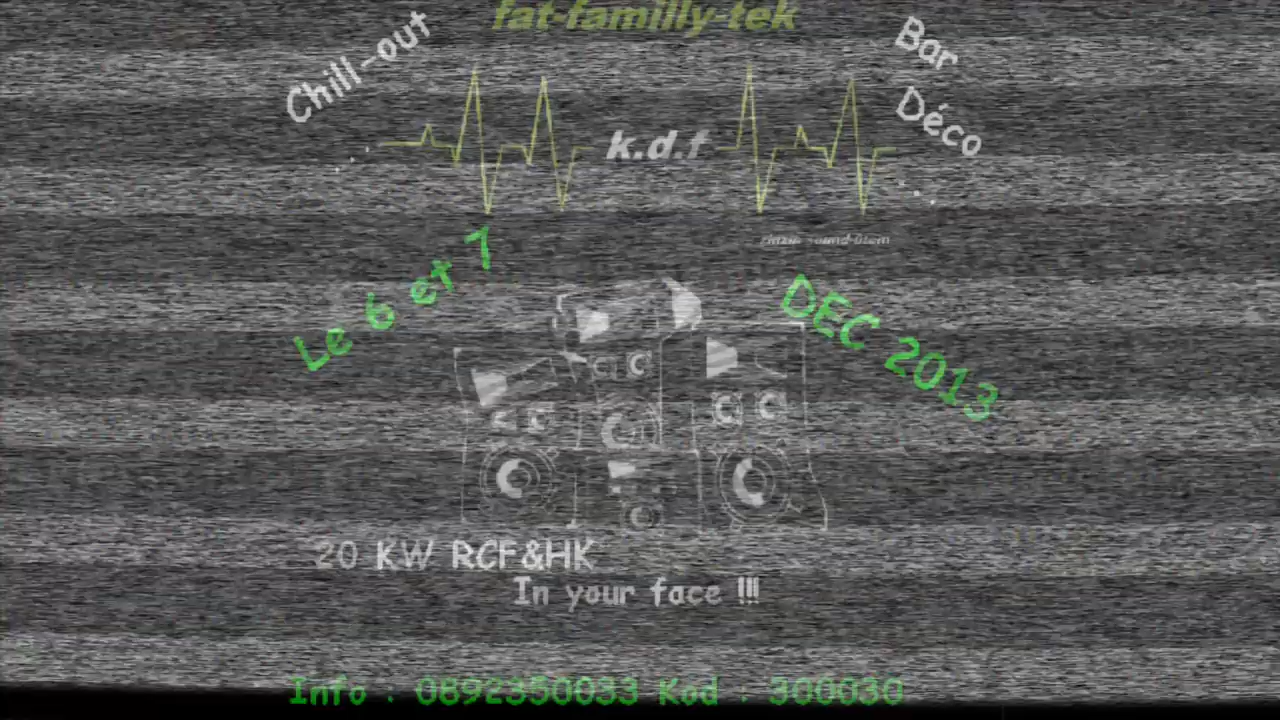 fat-familly-tek
Chill-out
Bar
Déco
k.d.f
Le 6 et 7
DEC 2013
20 KW RCF&HK
In your face !!!
Info : 0892350033 Kod : 300030